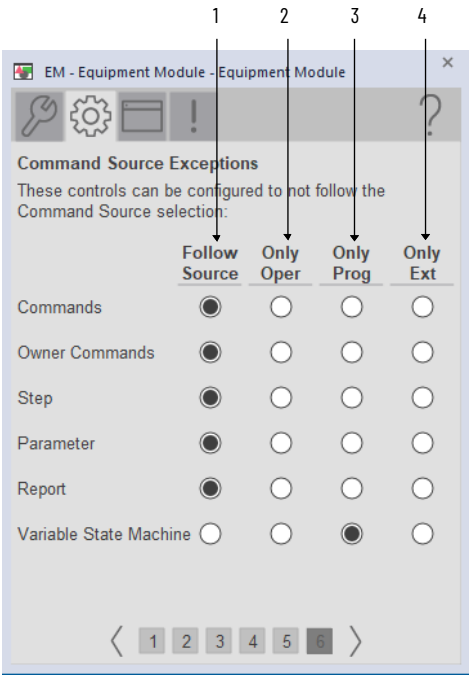 1 2 3 4
EM - Equipment Module - Equipment Module ×
! ?
Command Source Exceptions
These controls can be configured to not follow the
Command Source selection:
Follow Only Only Only
Source Oper Prog Ext
Commands
Owner Commands
Step
Parameter
Report
Variable State Machine
1 2 3 4 5 6